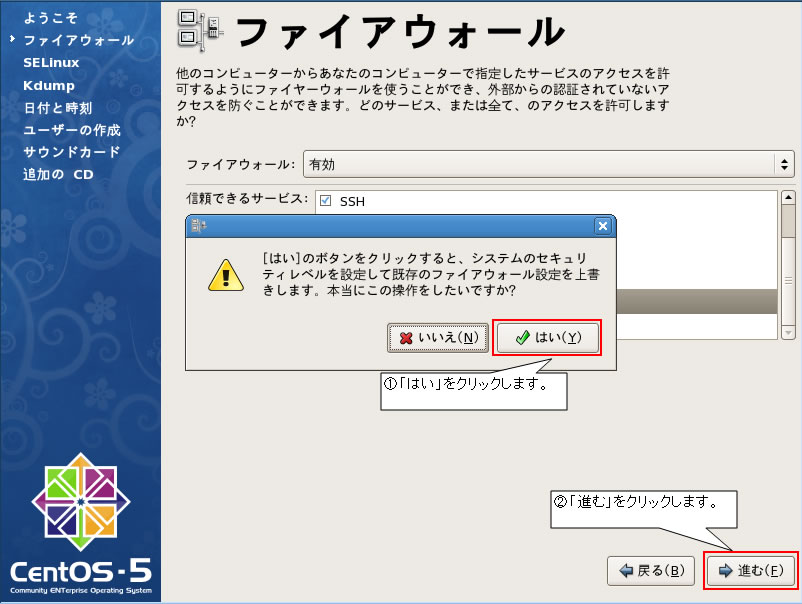 ようこそ
ファイアウォール
SELinux
Kdump
日付と時刻
ユーザーの作成
サウンドカード
追加の CD
ファイアウォール
他のコンピューターからあなたのコンピューターで指定したサービスのアクセスを許
可するようにファイヤーウォールを使うことができ、外部からの認証されていないア
クセスを防ぐことができます。どのサービス、または全て、のアクセスを許可します
か?
ファイアウォール: 有効
信頼できるサービス: SSH
[はい]のボタンをクリックすると、システムのセキュリ
ティレベルを設定して既存のファイアウォール設定を上書
きします。本当にこの操作をしたいですか?
いいえ(N) はい(Y)
①「はい」をクリックします。
②「進む」をクリックします。
戻る(B) 進む(F)
CentOS-5
Community ENTerprise Operating System